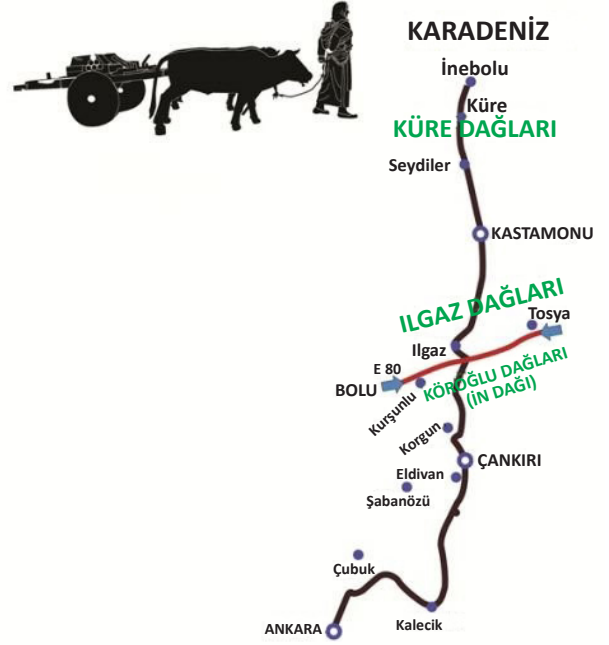 KARADENİZ
İnebolu
Küre
KÜRE DAĞLARI
Seydiler
KASTAMONU
ILGAZ DAĞLARI
Tosya
Ilgaz
E 80
BOLU
KÖROĞLU DAĞLARI
(İN DAĞI)
Kurşunlu
Korgun
ÇANKIRI
Eldivan
Şabanözü
Çubuk
Kalecik
ANKARA